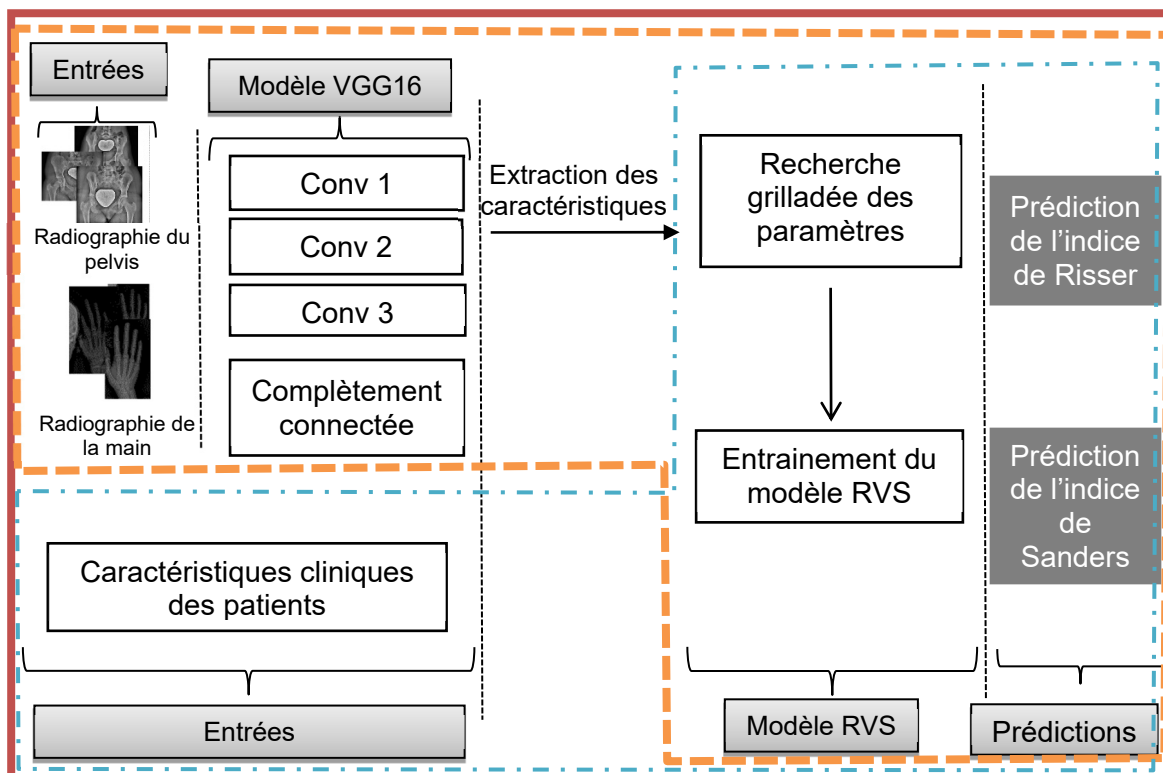 Entrées
Modèle VGG16
Radiographie du
pelvis
Radiographie de
la main
Conv 1
Conv 2
Conv 3
Complètement
connectée
Extraction des
caractéristiques
Recherche
grilladée des
paramètres
Entrainement du
modèle RVS
Prédiction
de l’indice
de Risser
Prédiction
de l’indice
de
Sanders
Caractéristiques cliniques
des patients
Entrées
Modèle RVS
Prédictions